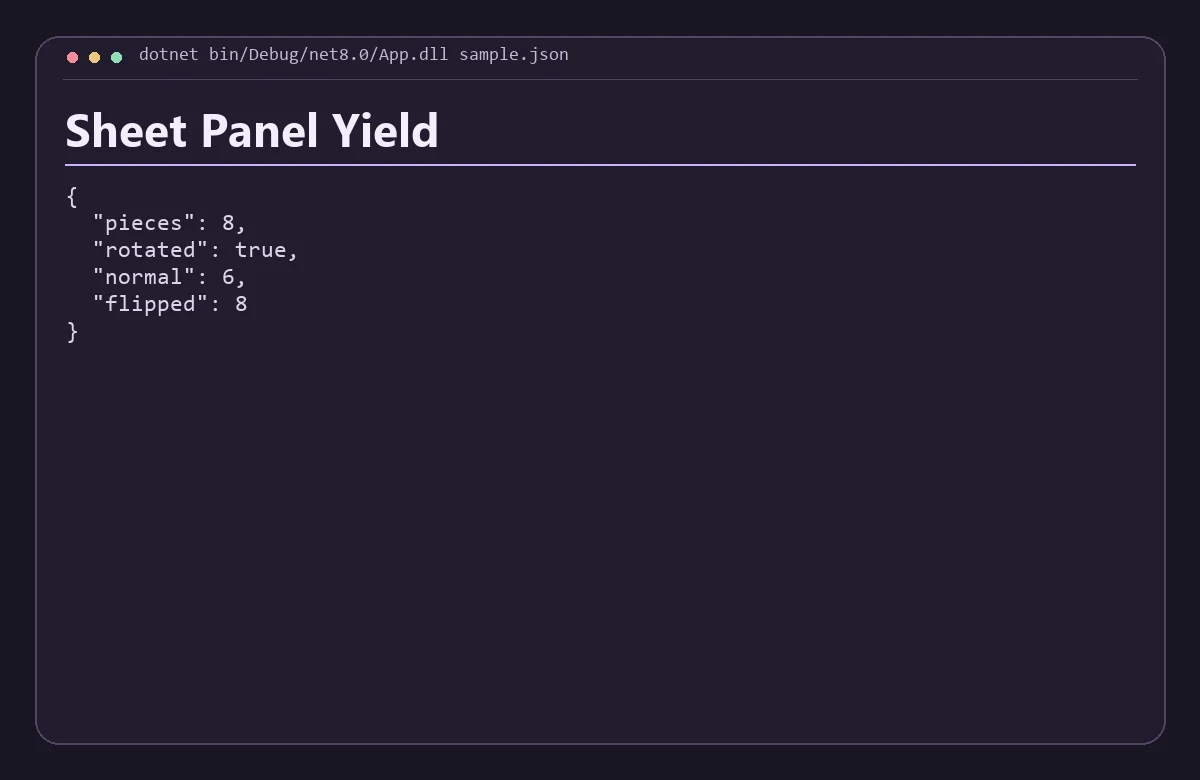 dotnet bin/Debug/net8.0/App.dll sample.json
Sheet Panel Yield
{
  "pieces": 8,
  "rotated": true,
  "normal": 6,
  "flipped": 8
}